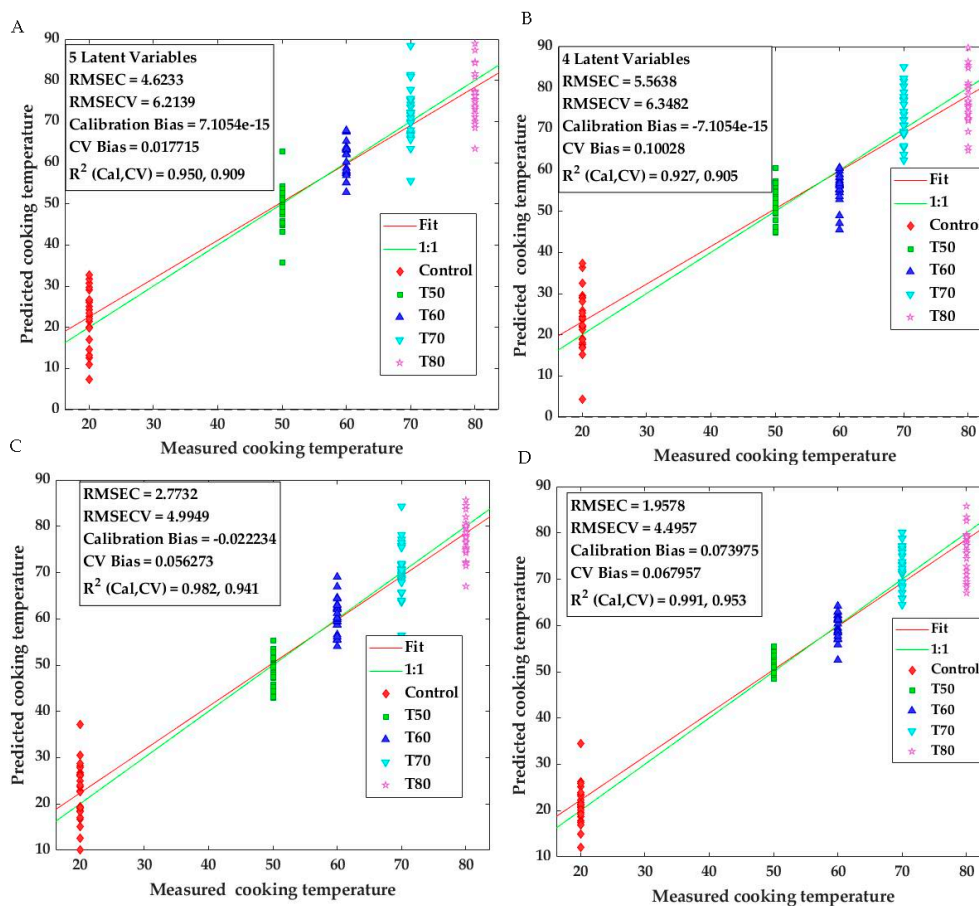 A
5 Latent Variables
RMSEC = 4.6233
RMSECV = 6.2139
Calibration Bias = 7.1054e-15
CV Bias = 0.017715
R² (Cal,CV) = 0.950, 0.909
Fit
1:1
Control
T50
T60
T70
T80
Predicted cooking temperature
90
80
70
60
50
40
30
20
10
0
20 30 40 50 60 70 80
Measured cooking temperature
B
4 Latent Variables
RMSEC = 5.5638
RMSECV = 6.3482
Calibration Bias = -7.1054e-15
CV Bias = 0.10028
R² (Cal,CV) = 0.927, 0.905
Fit
1:1
Contro
T50
T60
T70
T80
Predicted cooking temperature
90
80
70
60
50
40
30
20
10
0
20 30 40 50 60 70 80
Measured cooking temperature
C
RMSEC = 2.7732
RMSECV = 4.9949
Calibration Bias = -0.022234
CV Bias = 0.056273
R² (Cal,CV) = 0.982, 0.941
Fit
1:1
Control
T50
T60
T70
T80
Predicted cooking temperature
90
80
70
60
50
40
30
20
10
20 30 40 50 60 70 80
Measured cooking temperature
D
RMSEC = 1.9578
RMSECV = 4.4957
Calibration Bias = 0.073975
CV Bias = 0.067957
R² (Cal,CV) = 0.991, 0.953
Fit
1:1
Control
T50
T60
T70
T80
Predicted cooking temperature
90
80
70
60
50
40
30
20
10
20 30 40 50 60 70 80
Measured cooking temperature